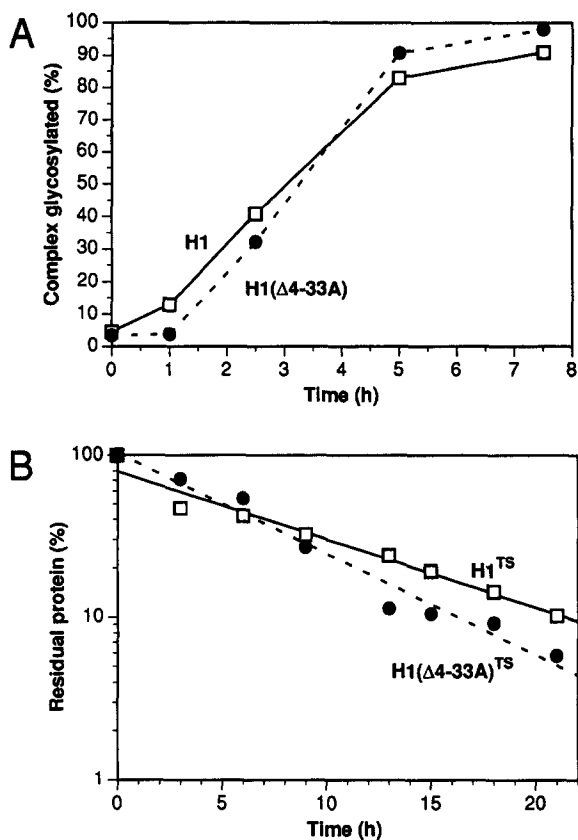 A
Complex glycosylated (%)
100
90
80
70
60
50
40
30
20
10
0
H1
H1(Δ4-33A)
0 1 2 3 4 5 6 7 8
Time (h)
B
Residual protein (%)
100
10
1
H1TS
H1(Δ4-33A)TS
0 5 10 15 20
Time (h)